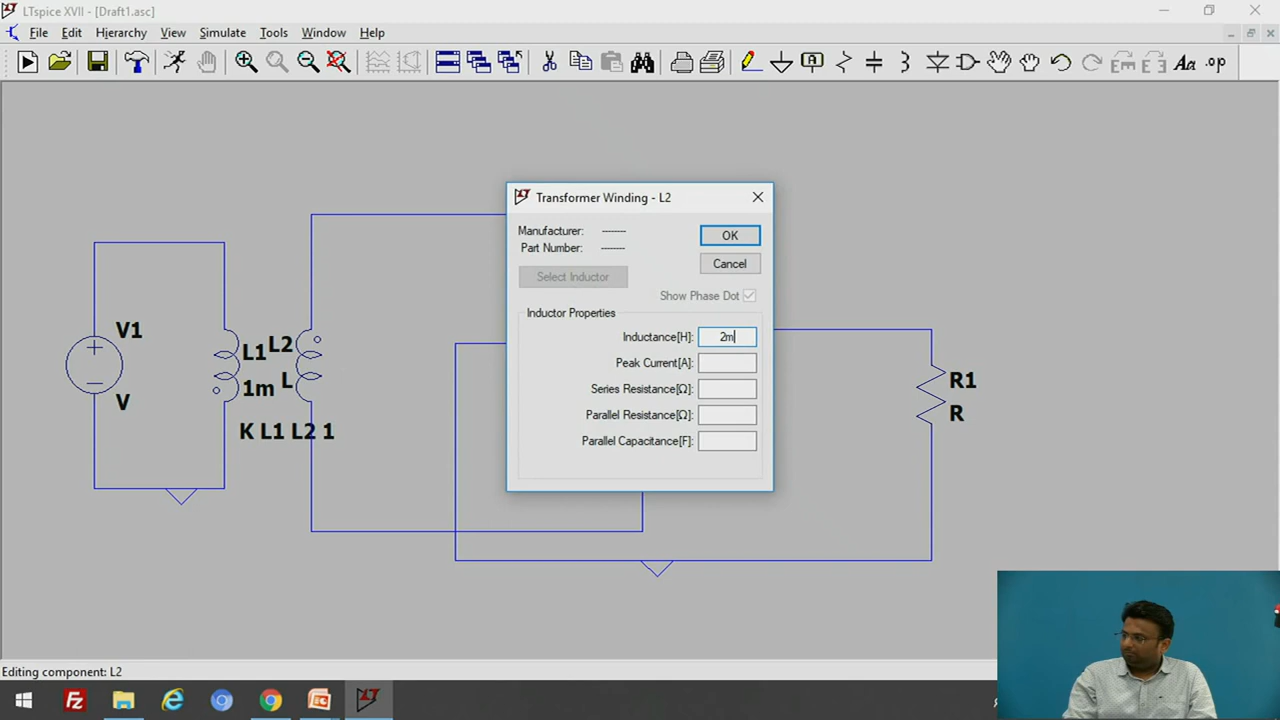 LTspice XVII - [Draft1.asc]
File Edit Hierarchy View Simulate Tools Window Help
Aa .op
Transformer Winding - L2
Manufacturer: --------
OK
Part Number: --------
Cancel
Select Inductor
Show Phase Dot
Inductor Properties
Inductance[H]: 2m
Peak Current[A]:
Series Resistance[Ω]:
Parallel Resistance[Ω]:
Parallel Capacitance[F]:
V1
V
L1
1m
L2
L
K L1 L2 1
R1
R
Editing component: L2